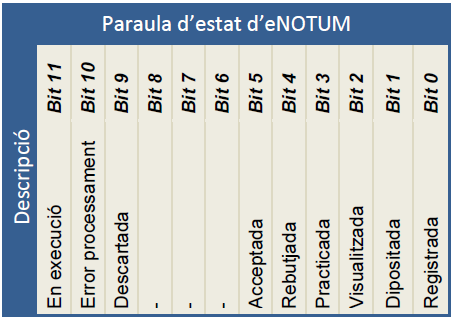 Paraula d'estat d'eNOTUM
Descripció
Bit 11
Bit 10
Bit 9
Bit 8
Bit 7
Bit 6
Bit 5
Bit 4
Bit 3
Bit 2
Bit 1
Bit 0
En execució
Error processament
Descartada
-
-
-
Acceptada
Rebutjada
Practicada
Visualitzada
Dipositada
Registrada